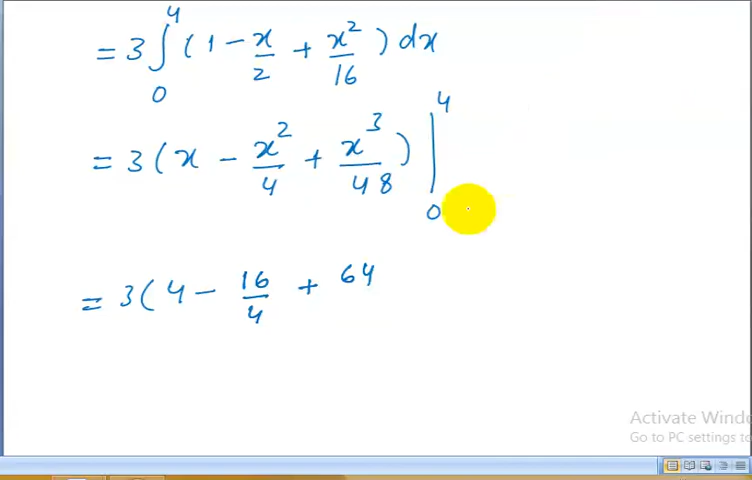 = 3 ∫₀⁴ (1 - x/2 + x²/16) dx
= 3 (x - x²/4 + x³/48) |₀⁴
= 3 (4 - 16/4 + 64
Activate Windo
Go to PC settings to